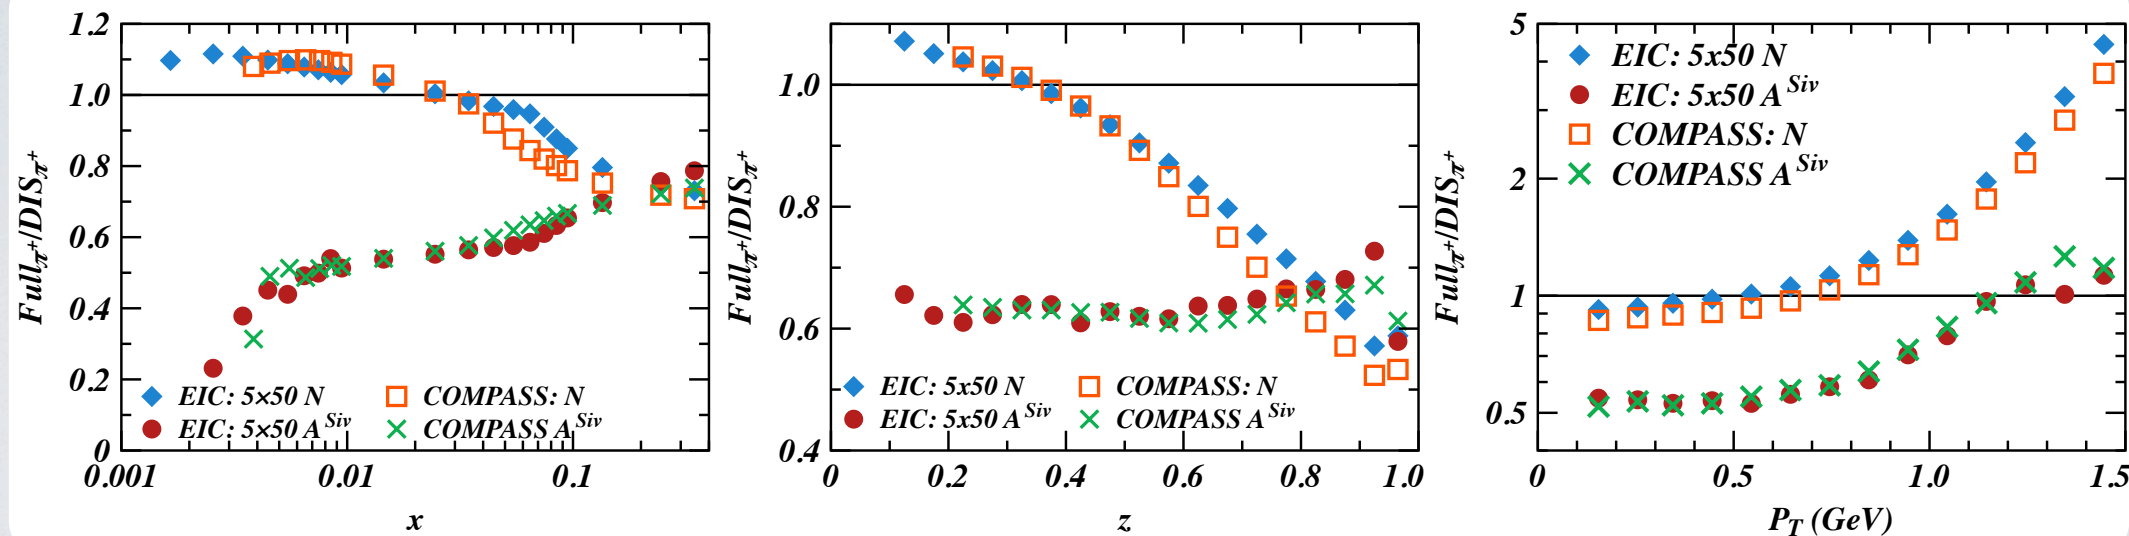 1.2
1.0
0.8
0.6
0.4
0.2
0
0.001
0.01
0.1
x
Full_π+/DIS_π+
EIC: 5×50 N
EIC: 5×50 A^Siv
COMPASS: N
COMPASS A^Siv
1.0
0.8
0.6
0.4
0
0.2
0.4
0.6
0.8
1.0
z
Full_π+/DIS_π+
EIC: 5x50 N
EIC: 5x50 A^Siv
COMPASS: N
COMPASS A^Siv
5
2
1
0.5
0
0.5
1.0
1.5
P_T (GeV)
Full_π+/DIS_π+
EIC: 5x50 N
EIC: 5x50 A^Siv
COMPASS: N
COMPASS A^Siv